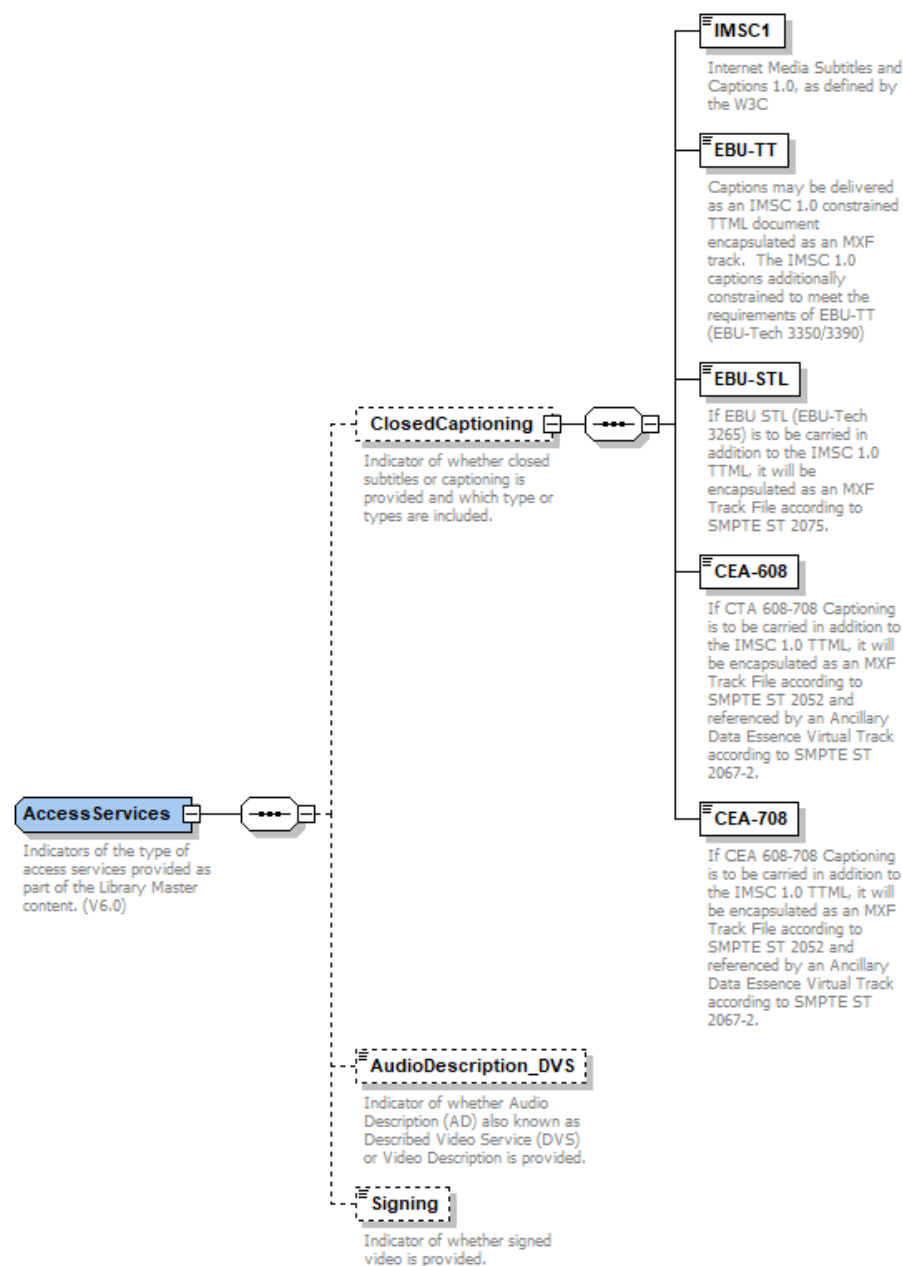 IMSC1
Internet Media Subtitles and
Captions 1.0, as defined by
the W3C
EBU-TT
Captions may be delivered
as an IMSC 1.0 constrained
TTML document
encapsulated as an MXF
track.  The IMSC 1.0
captions additionally
constrained to meet the
requirements of EBU-TT
(EBU-Tech 3350/3390)
EBU-STL
If EBU STL (EBU-Tech
3265) is to be carried in
addition to the IMSC 1.0
TTML, it will be
encapsulated as an MXF
Track File according to
SMPTE ST 2075.
ClosedCaptioning
Indicator of whether closed
subtitles or captioning is
provided and which type or
types are included.
CEA-608
If CTA 608-708 Captioning
is to be carried in addition to
the IMSC 1.0 TTML, it will
be encapsulated as an MXF
Track File according to
SMPTE ST 2052 and
referenced by an Ancillary
Data Essence Virtual Track
according to SMPTE ST
2067-2.
AccessServices
Indicators of the type of
access services provided as
part of the Library Master
content. (V6.0)
CEA-708
If CEA 608-708 Captioning
is to be carried in addition to
the IMSC 1.0 TTML, it will
be encapsulated as an MXF
Track File according to
SMPTE ST 2052 and
referenced by an Ancillary
Data Essence Virtual Track
according to SMPTE ST
2067-2.
AudioDescription_DVS
Indicator of whether Audio
Description (AD) also known as
Described Video Service (DVS)
or Video Description is provided.
Signing
Indicator of whether signed
video is provided.